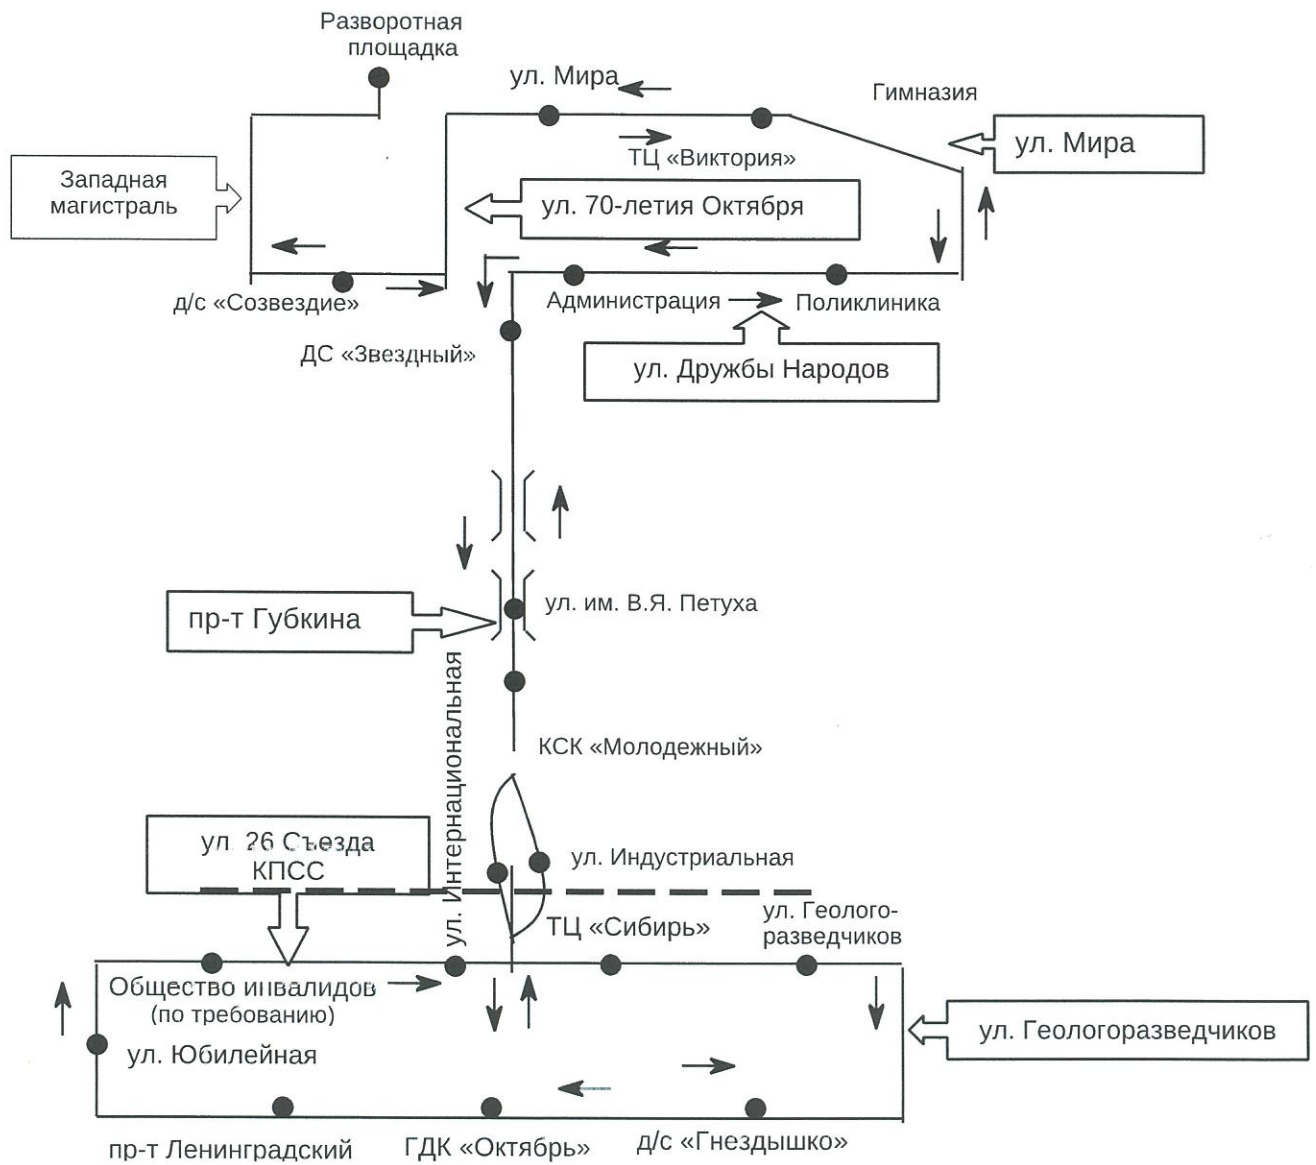 Разворотная
площадка
ул. Мира
Гимназия
ул. Мира
ТЦ «Виктория»
Западная
магистраль
ул. 70-летия Октября
д/с «Созвездие»
Администрация
Поликлиника
ДС «Звездный»
ул. Дружбы Народов
ул. им. В.Я. Петуха
пр-т Губкина
ул. Интернациональная
КСК «Молодежный»
ул. 26 Съезда
КПСС
ул. Индустриальная
ТЦ «Сибирь»
ул. Геолого-
разведчиков
Общество инвалидов
(по требованию)
ул. Юбилейная
ул. Геологоразведчиков
пр-т Ленинградский
ГДК «Октябрь»
д/с «Гнездышко»